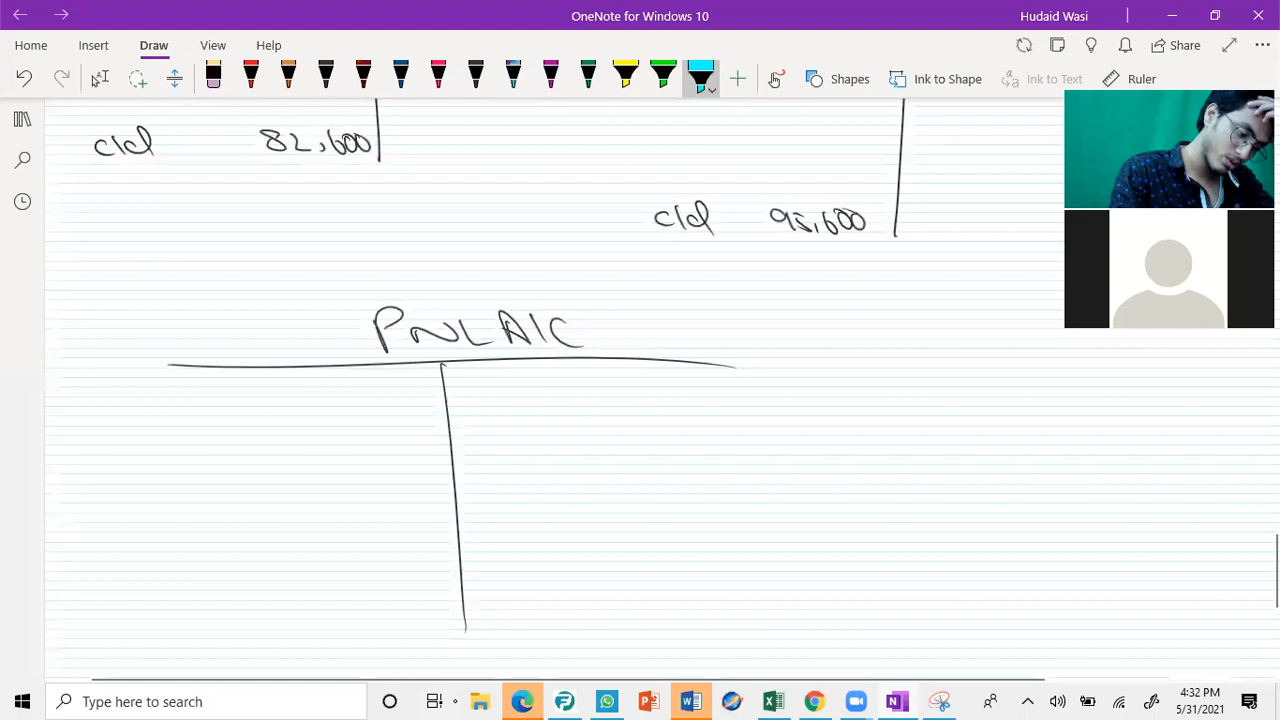 OneNote for Windows 10
Hudaid Wasi
Home Insert Draw View Help
Share
Shapes
Ink to Shape
Ink to Text
Ruler
c/d 82,600
c/d 95,600
PNL A/C
Type here to search
4:32 PM
5/31/2021